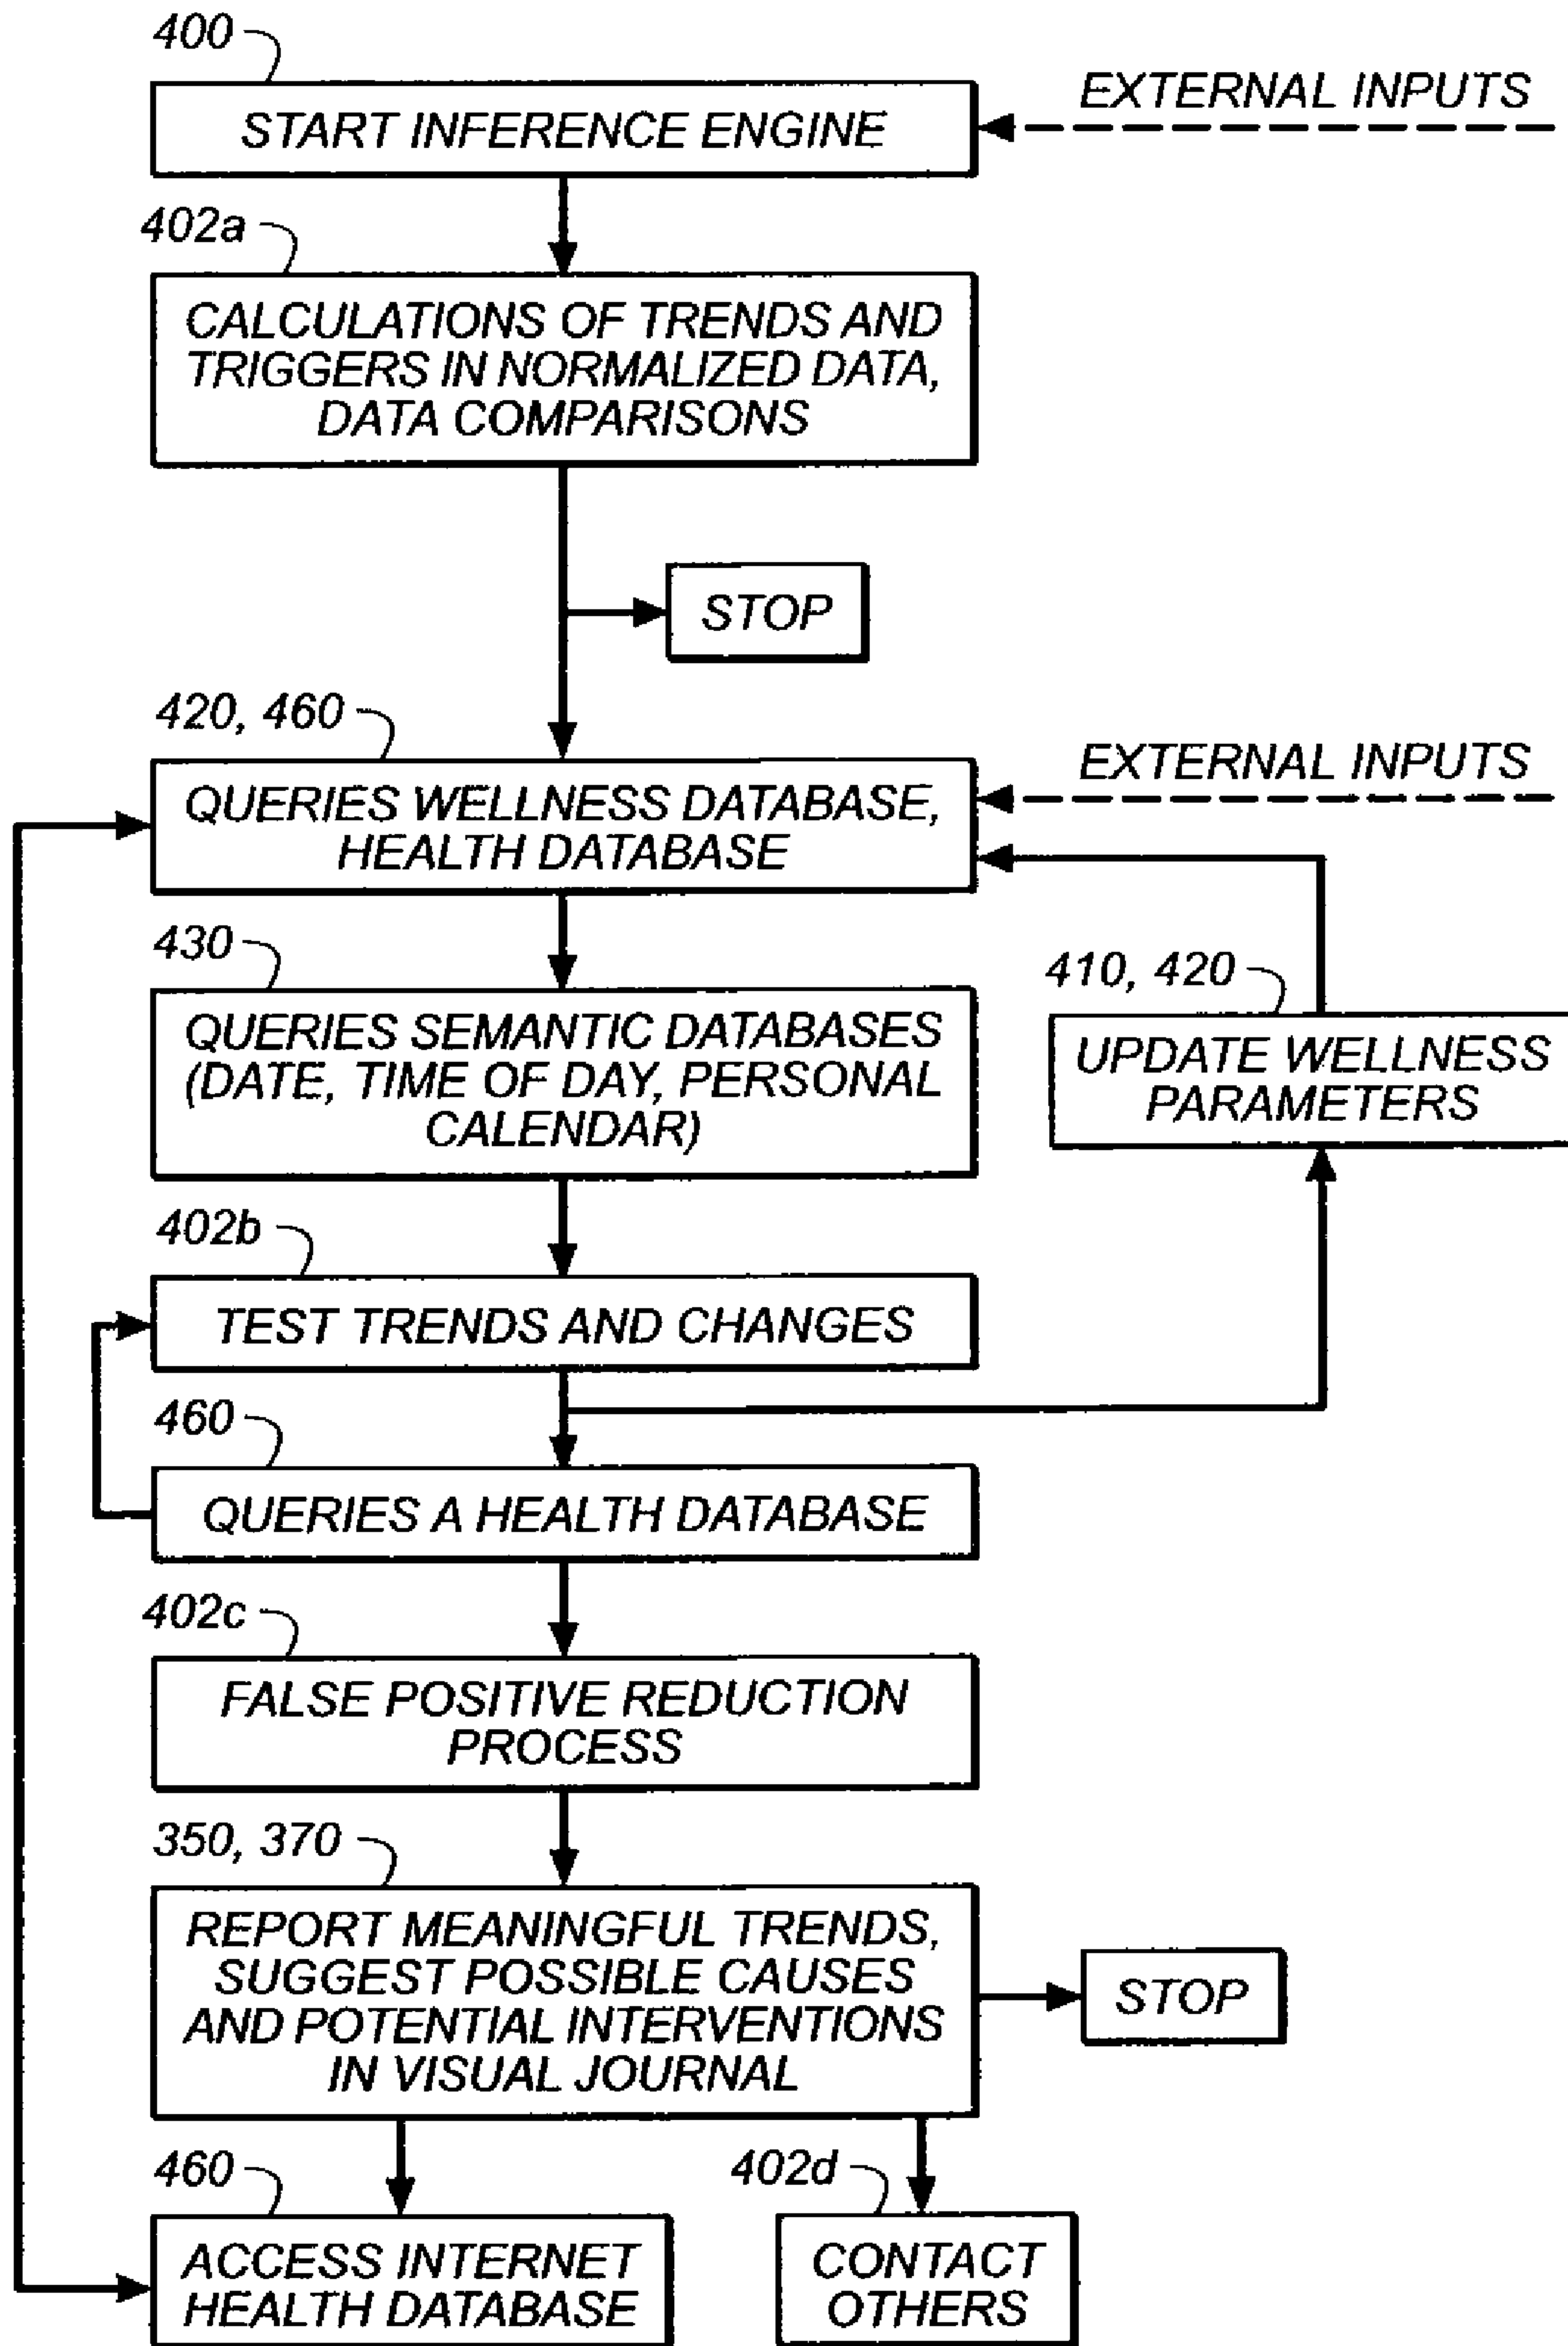 400
EXTERNAL INPUTS
START INFERENCE ENGINE
402a
CALCULATIONS OF TRENDS AND
TRIGGERS IN NORMALIZED DATA,
DATA COMPARISONS
STOP
420, 460
EXTERNAL INPUTS
QUERIES WELLNESS DATABASE,
HEALTH DATABASE
430
410, 420
QUERIES SEMANTIC DATABASES
(DATE, TIME OF DAY, PERSONAL
CALENDAR)
UPDATE WELLNESS
PARAMETERS
402b
TEST TRENDS AND CHANGES
460
QUERIES A HEALTH DATABASE
402c
FALSE POSITIVE REDUCTION
PROCESS
350, 370
REPORT MEANINGFUL TRENDS,
SUGGEST POSSIBLE CAUSES
AND POTENTIAL INTERVENTIONS
IN VISUAL JOURNAL
STOP
460
402d
ACCESS INTERNET
HEALTH DATABASE
CONTACT
OTHERS